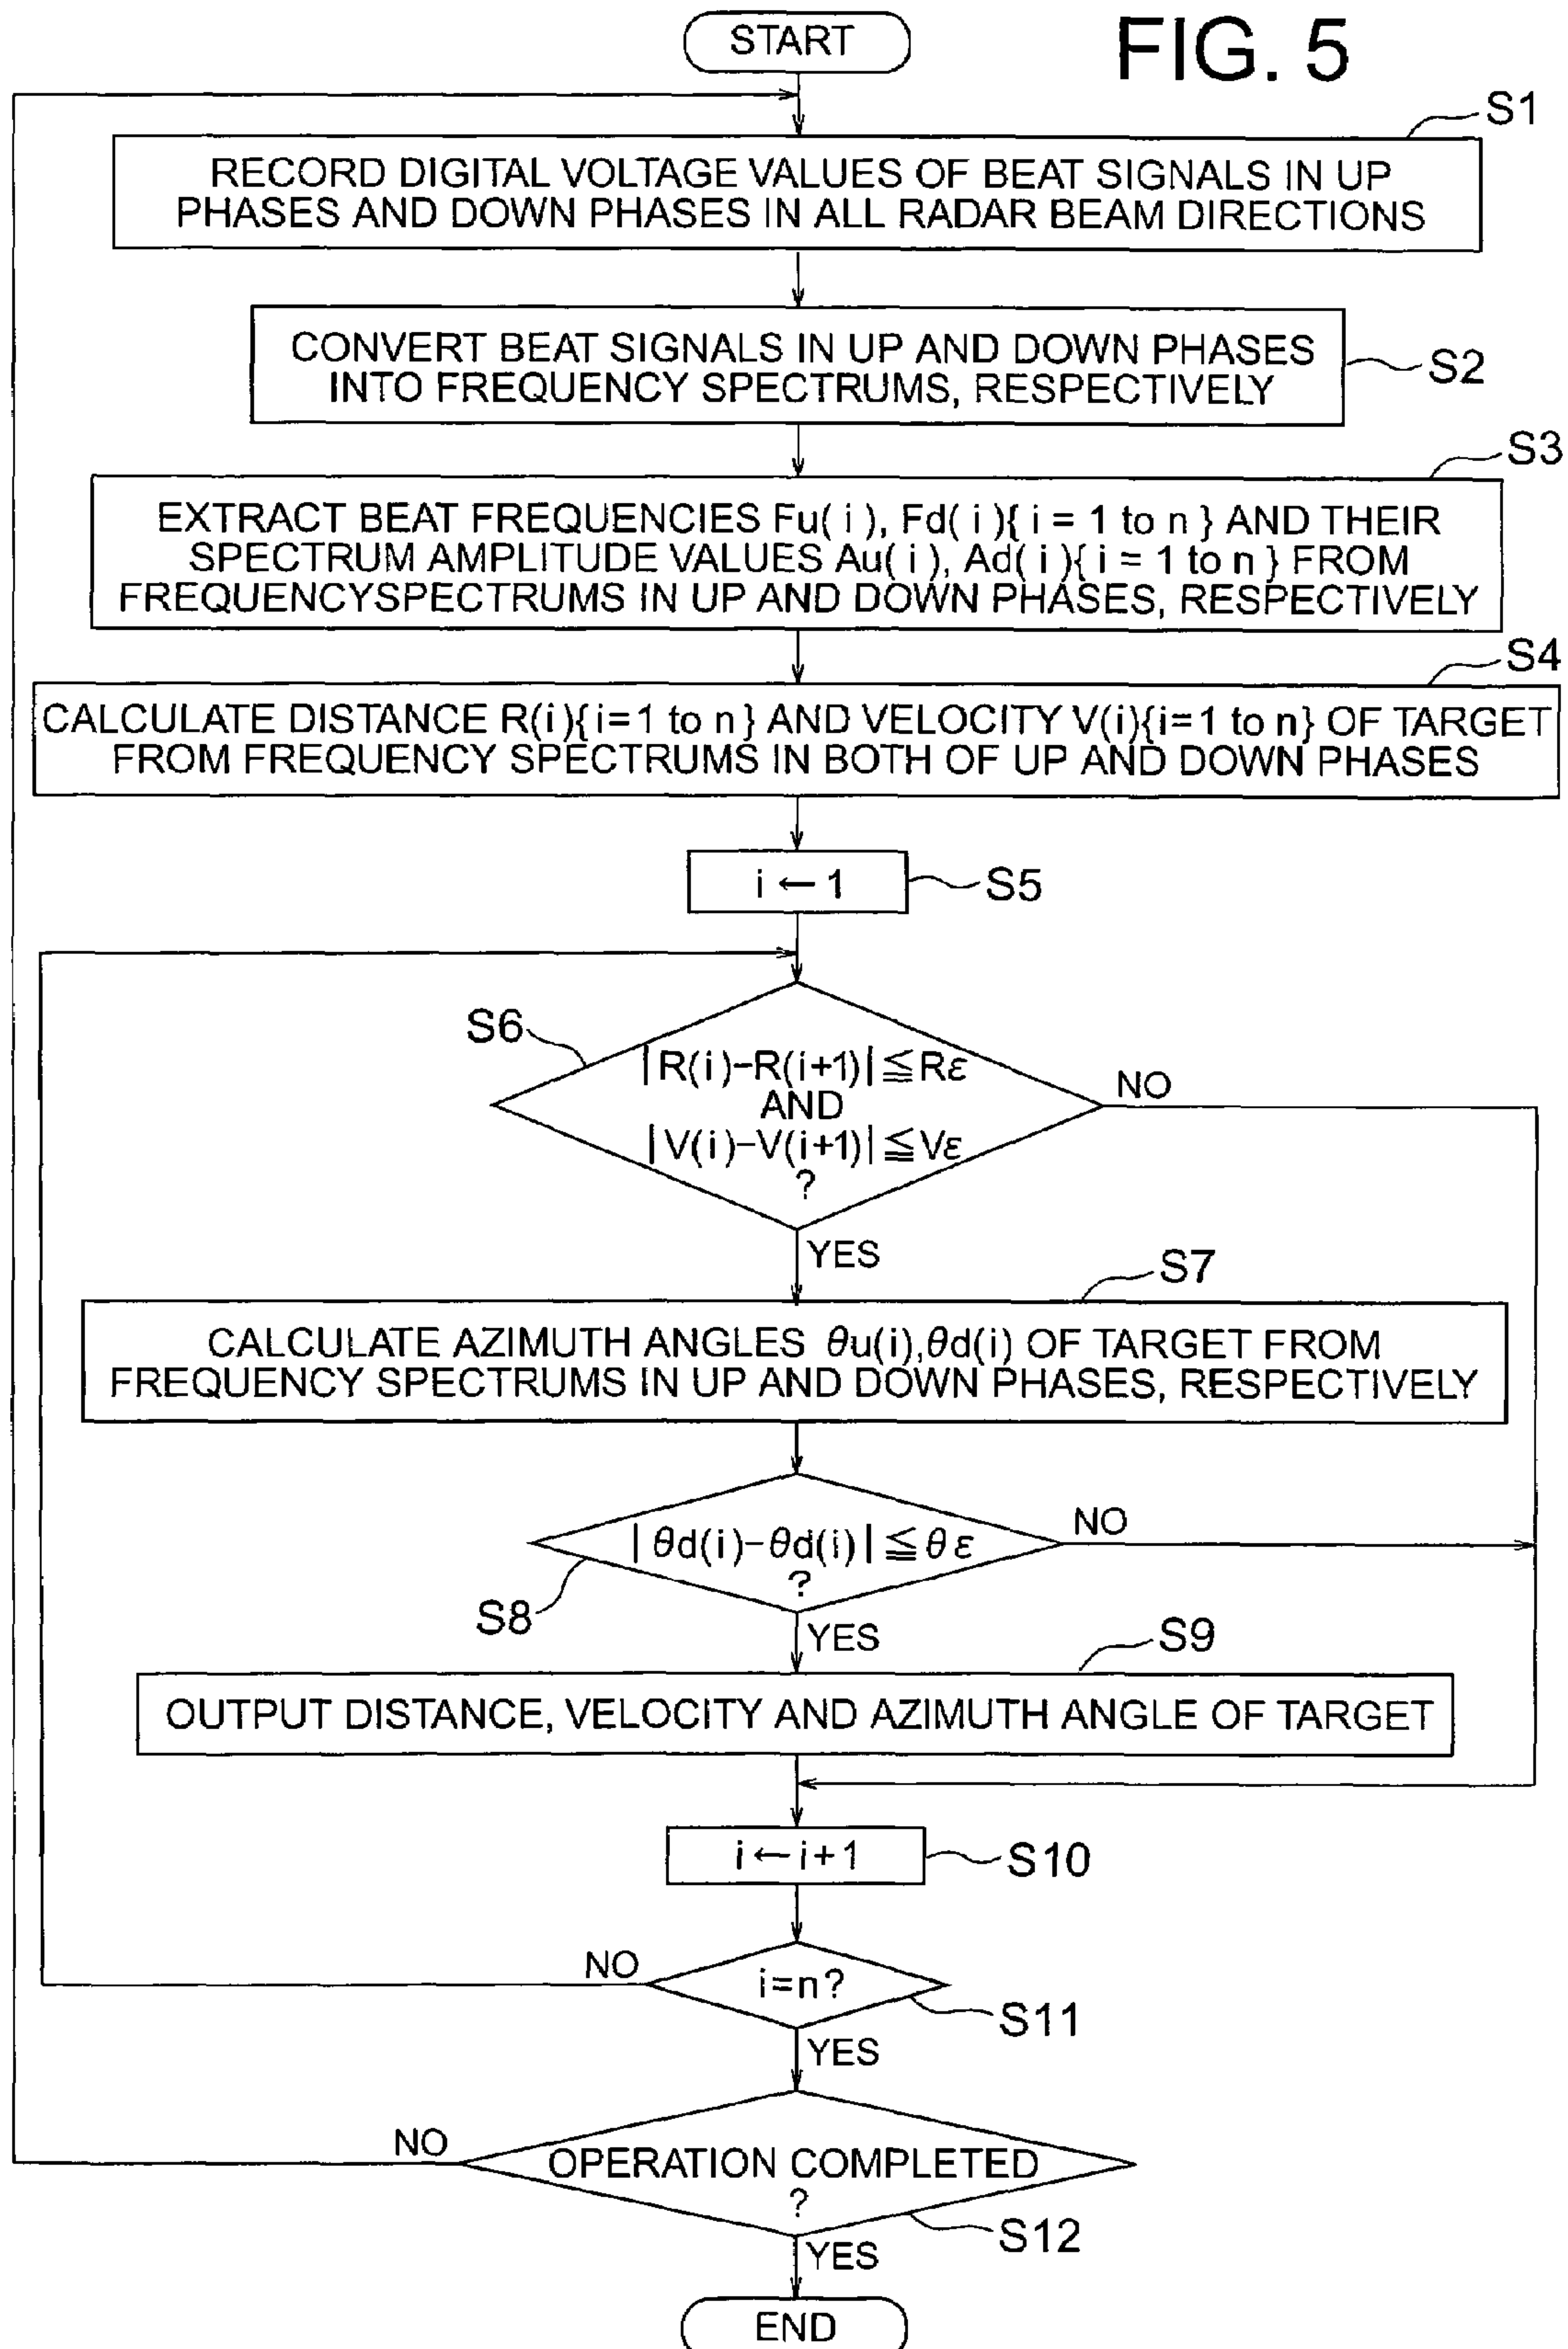 START
FIG. 5
S1
RECORD DIGITAL VOLTAGE VALUES OF BEAT SIGNALS IN UP
PHASES AND DOWN PHASES IN ALL RADAR BEAM DIRECTIONS
CONVERT BEAT SIGNALS IN UP AND DOWN PHASES
INTO FREQUENCY SPECTRUMS, RESPECTIVELY
S2
S3
EXTRACT BEAT FREQUENCIES Fu( i ), Fd( i ){ i = 1 to n } AND THEIR
SPECTRUM AMPLITUDE VALUES Au( i ), Ad( i ){ i = 1 to n } FROM
FREQUENCYSPECTRUMS IN UP AND DOWN PHASES, RESPECTIVELY
S4
CALCULATE DISTANCE R(i){i=1 to n} AND VELOCITY V(i){i=1 to n} OF TARGET
FROM FREQUENCY SPECTRUMS IN BOTH OF UP AND DOWN PHASES
i ← 1
S5
S6
|R(i)-R(i+1)|≦Rε
AND
|V(i)-V(i+1)|≦Vε
?
NO
YES
S7
CALCULATE AZIMUTH ANGLES θu(i),θd(i) OF TARGET FROM
FREQUENCY SPECTRUMS IN UP AND DOWN PHASES, RESPECTIVELY
| θd(i)-θd(i) | ≦ θε
?
NO
S8
YES
S9
OUTPUT DISTANCE, VELOCITY AND AZIMUTH ANGLE OF TARGET
i ← i+1
S10
NO
i=n?
S11
YES
NO
OPERATION COMPLETED
?
S12
YES
END